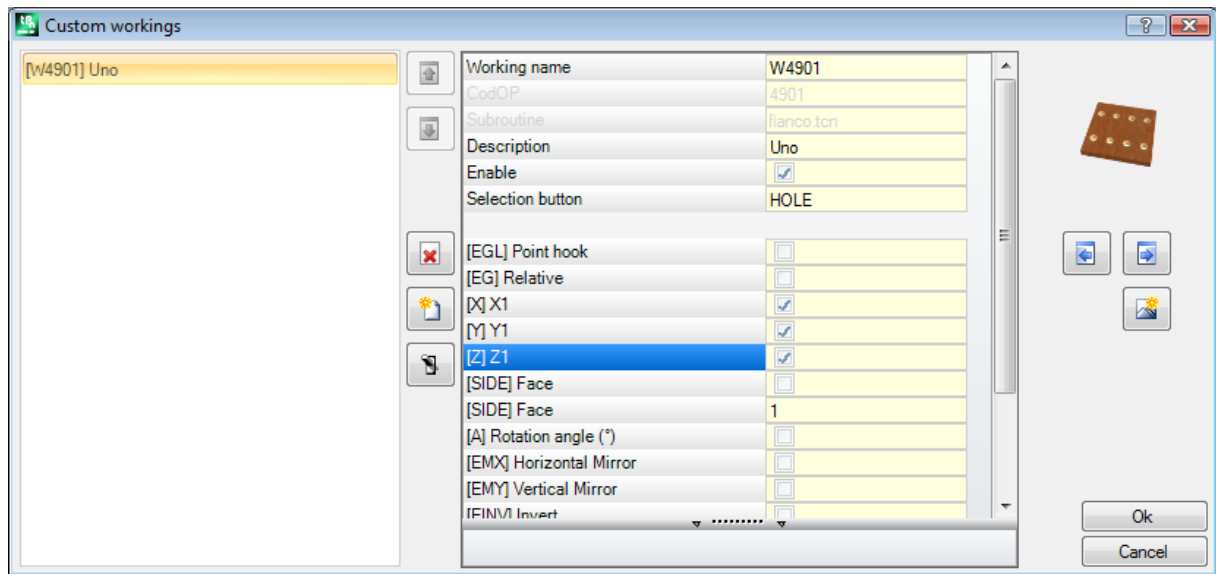 Custom workings
[W4901] Uno
Working name W4901
CodOP 4901
Subroutine fianco.tcn
Description Uno
Enable
Selection button HOLE
[EGL] Point hook
[EG] Relative
[X] X1
[Y] Y1
[Z] Z1
[SIDE] Face
[SIDE] Face 1
[A] Rotation angle (°)
[EMX] Horizontal Mirror
[EMY] Vertical Mirror
[EINV] Invert
Ok
Cancel